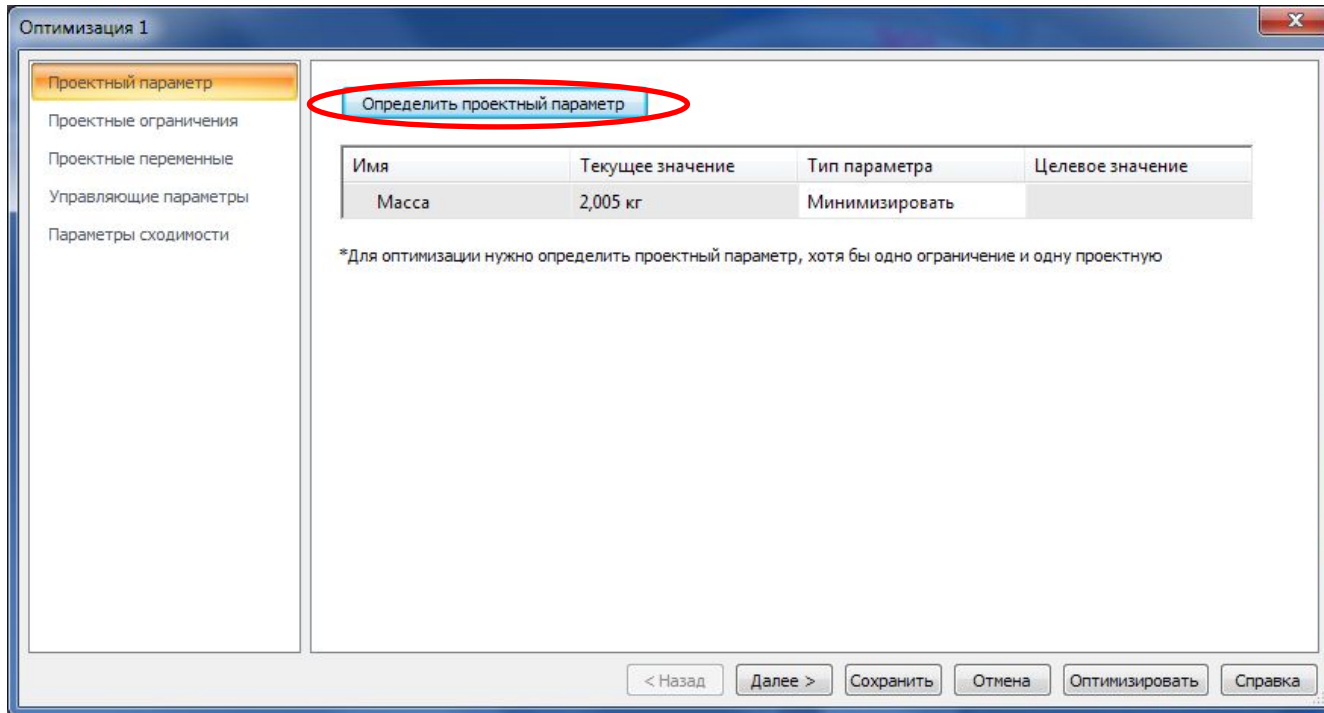 Оптимизация 1
Проектный параметр
Проектные ограничения
Проектные переменные
Управляющие параметры
Параметры сходимости
Определить проектный параметр
Имя Текущее значение Тип параметра Целевое значение
Масса 2,005 кг Минимизировать
*Для оптимизации нужно определить проектный параметр, хотя бы одно ограничение и одну проектную
< Назад Далее > Сохранить Отмена Оптимизировать Справка